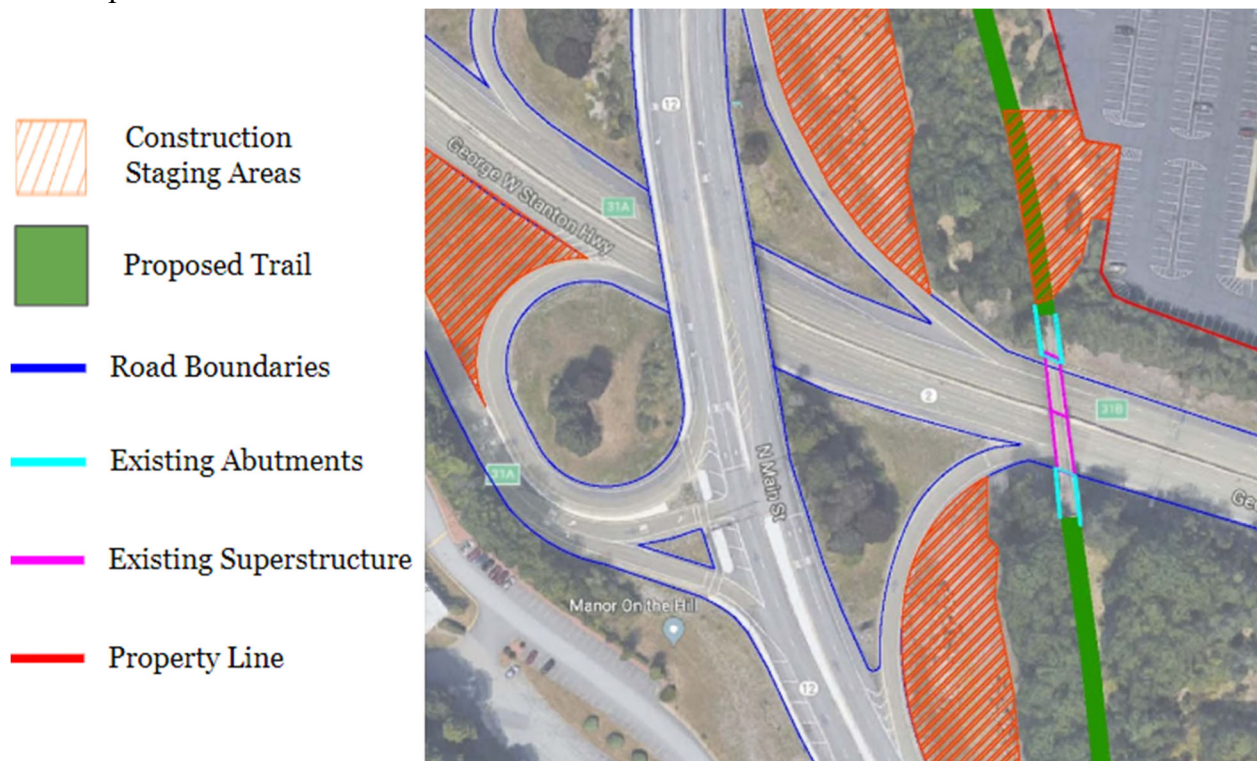 Construction
Staging Areas
Proposed Trail
Road Boundaries
Existing Abutments
Existing Superstructure
Property Line
12
George W Stanton Hwy
31A
2
31B
31A
N Main St
Ge
Manor On the Hill
12